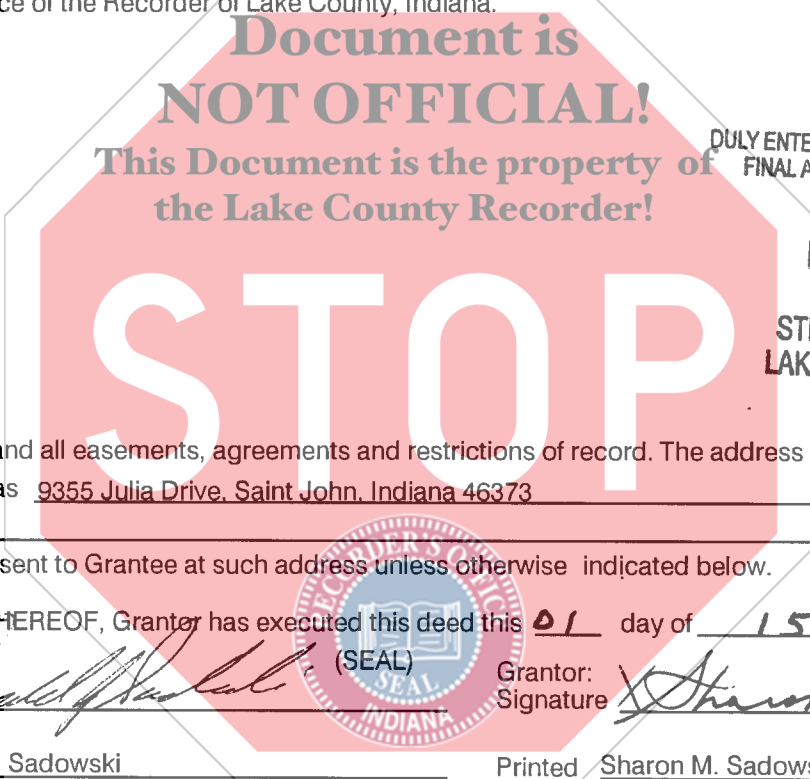 ce of the Recorder of Lake County, Indiana.
Document is
NOT OFFICIAL!
This Document is the property of
the Lake County Recorder!
DULY ENTE
FINAL A
STOP
ST
LAK
and all easements, agreements and restrictions of record. The address
as 9355 Julia Drive, Saint John, Indiana 46373
sent to Grantee at such address unless otherwise indicated below.
HEREOF, Grantor has executed this deed this 01 day of 15
(SEAL)
Grantor:
Signature
RECORDER'S OFFICE
SEAL
INDIANA
Sadowski
Printed Sharon M. Sadows